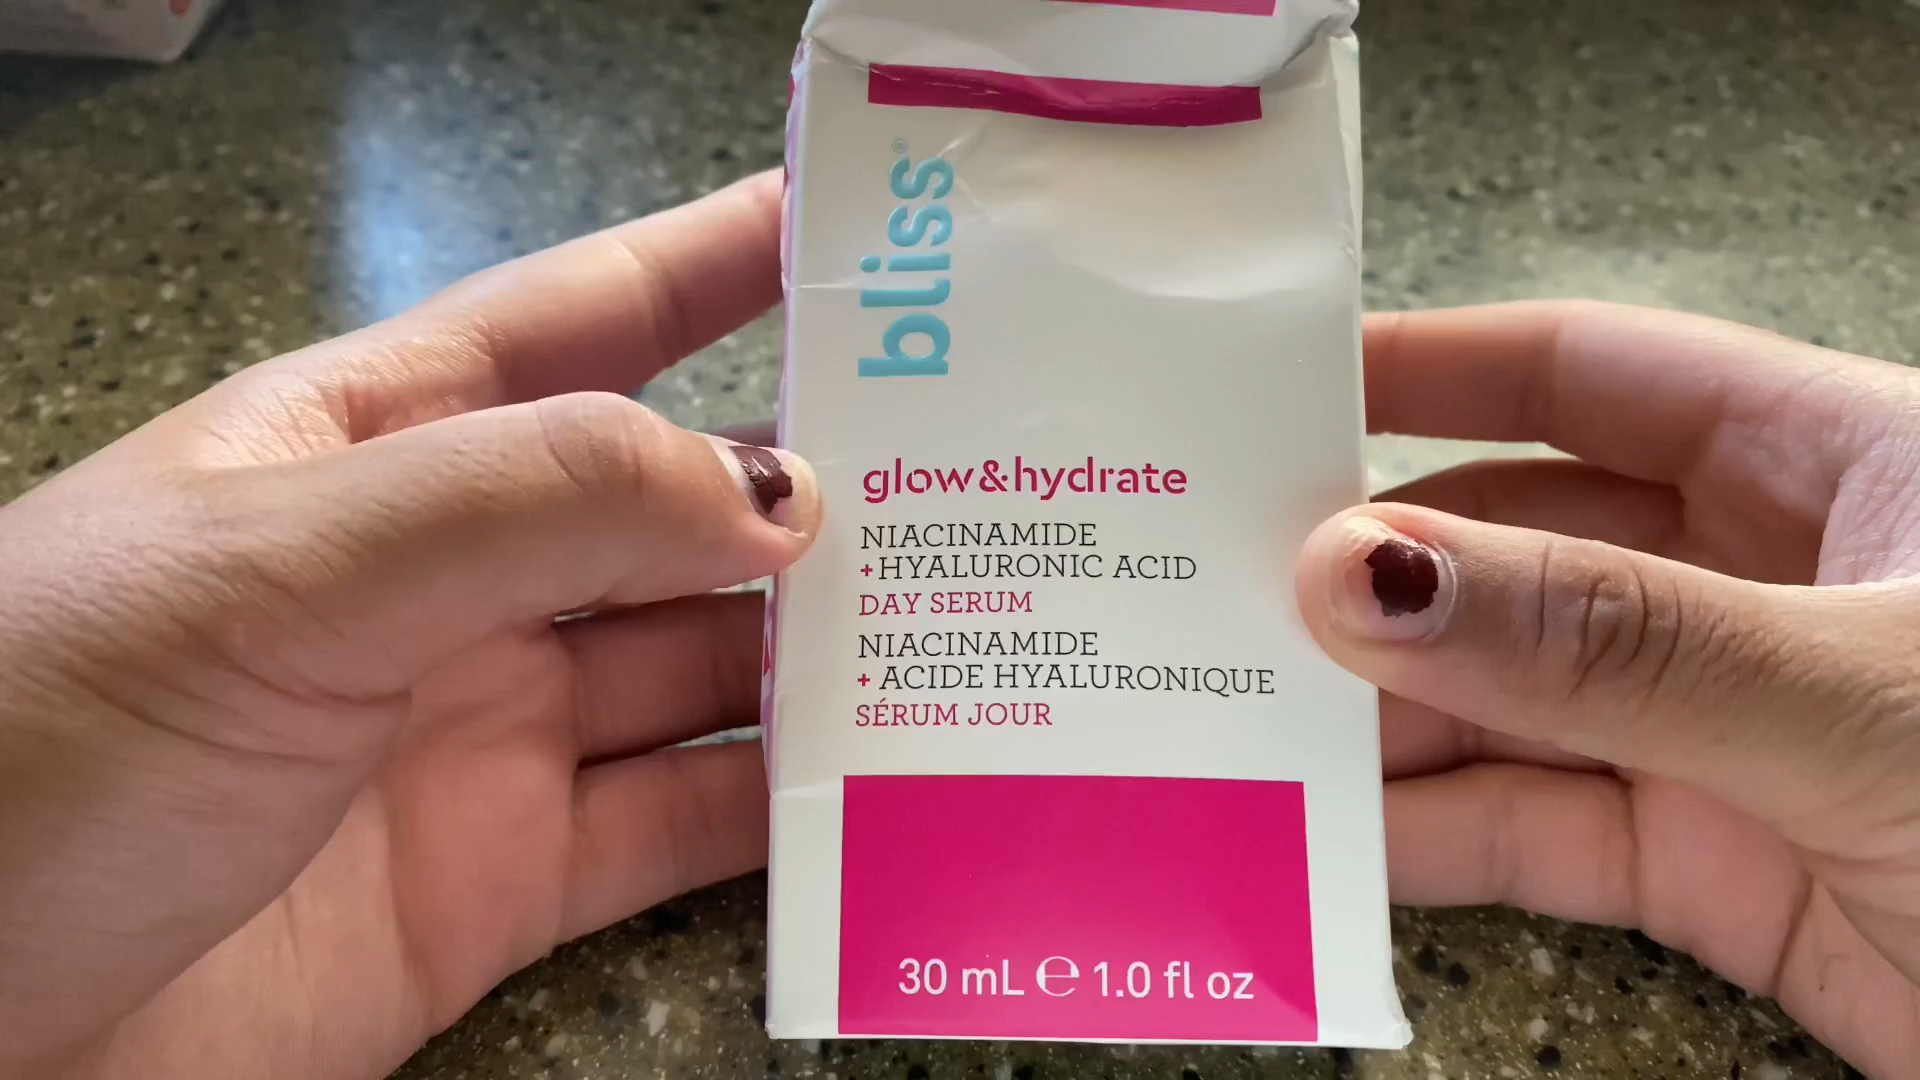 bliss®
glow&hydrate
NIACINAMIDE
+HYALURONIC ACID
DAY SERUM
NIACINAMIDE
+ ACIDE HYALURONIQUE
SÉRUM JOUR
30 mL ℮ 1.0 fl oz